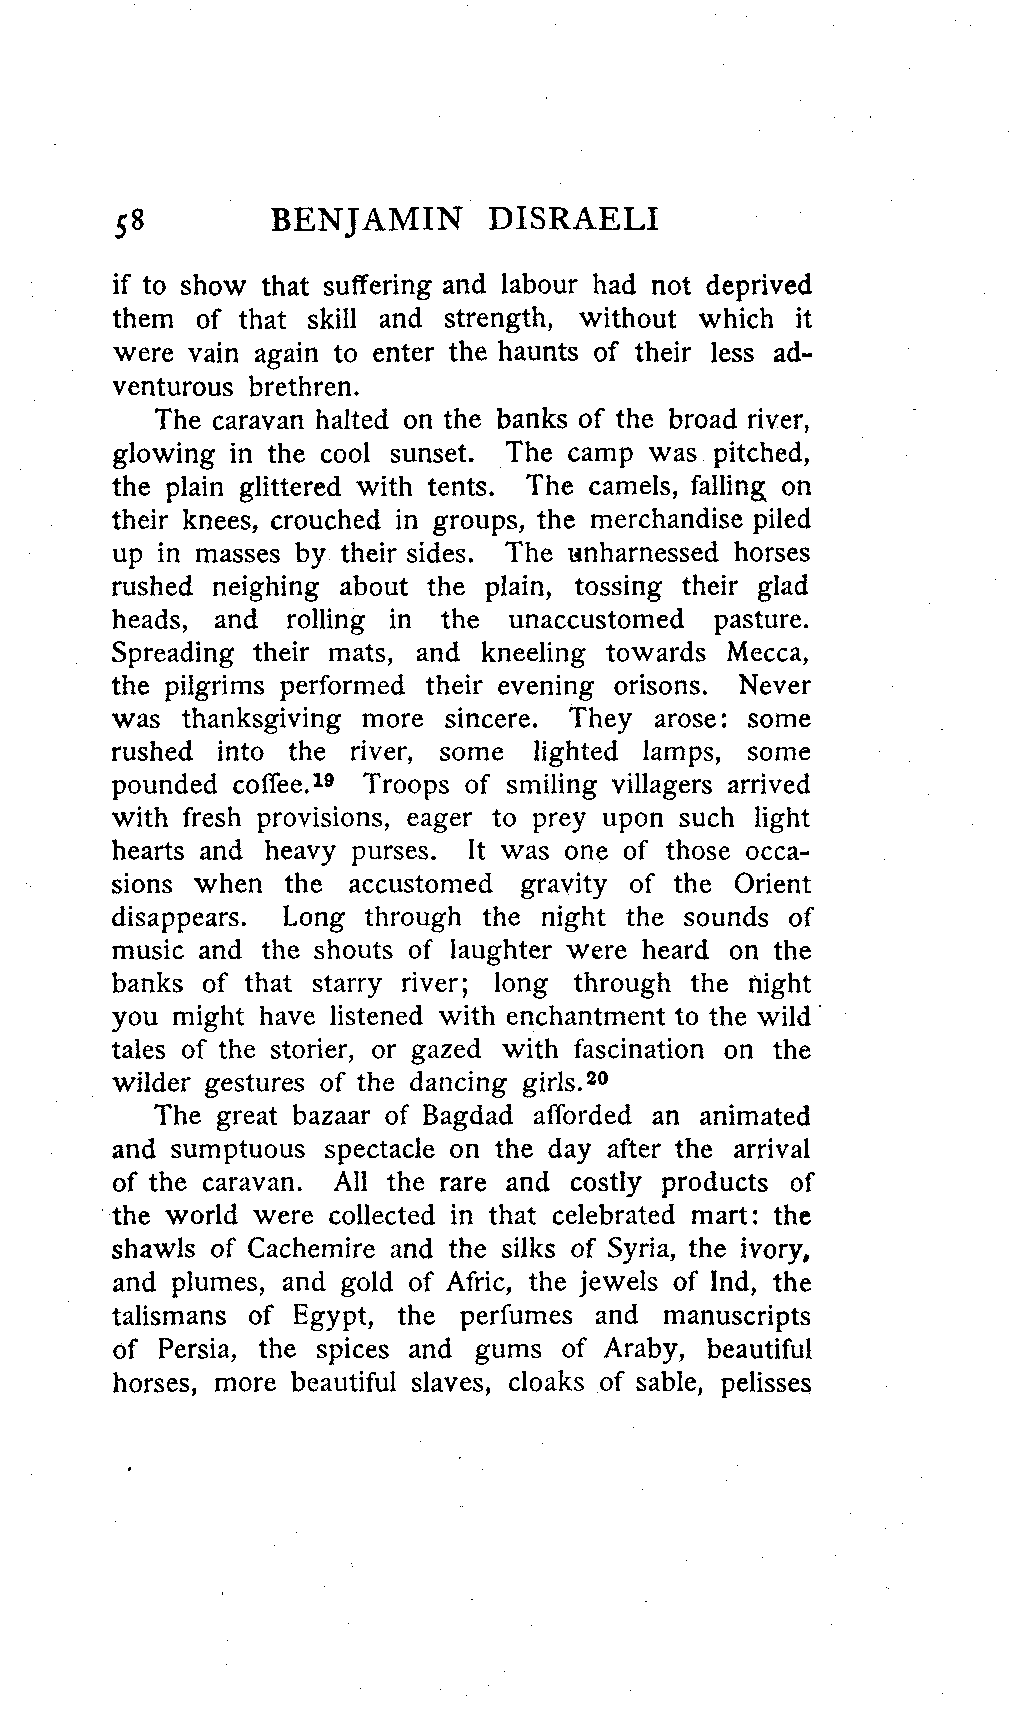 58 BENJAMIN DISRAELI
if to show that suffering and labour had not deprived
them of that skill and strength, without which it
were vain again to enter the haunts of their less ad-
venturous brethren.
The caravan halted on the banks of the broad river,
glowing in the cool sunset. The camp was pitched,
the plain glittered with tents. The camels, falling on
their knees, crouched in groups, the merchandise piled
up in masses by their sides. The unharnessed horses
rushed neighing about the plain, tossing their glad
heads, and rolling in the unaccustomed pasture.
Spreading their mats, and kneeling towards Mecca,
the pilgrims performed their evening orisons. Never
was thanksgiving more sincere. They arose: some
rushed into the river, some lighted lamps, some
pounded coffee.19 Troops of smiling villagers arrived
with fresh provisions, eager to prey upon such light
hearts and heavy purses. It was one of those occa-
sions when the accustomed gravity of the Orient
disappears. Long through the night the sounds of
music and the shouts of laughter were heard on the
banks of that starry river; long through the night
you might have listened with enchantment to the wild
tales of the storier, or gazed with fascination on the
wilder gestures of the dancing girls.20
The great bazaar of Bagdad afforded an animated
and sumptuous spectacle on the day after the arrival
of the caravan. All the rare and costly products of
the world were collected in that celebrated mart: the
shawls of Cachemire and the silks of Syria, the ivory,
and plumes, and gold of Afric, the jewels of Ind, the
talismans of Egypt, the perfumes and manuscripts
of Persia, the spices and gums of Araby, beautiful
horses, more beautiful slaves, cloaks of sable, pelisses